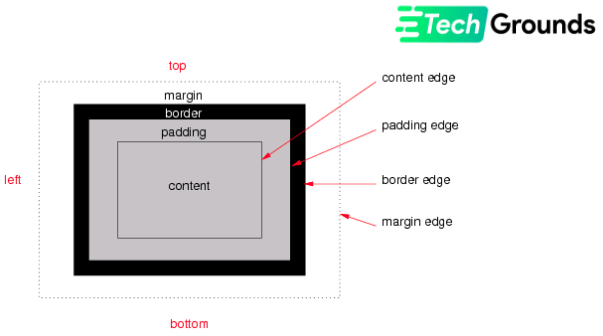 Tech Grounds
top
content edge
margin
border
padding edge
padding
left
border edge
content
margin edge
bottom